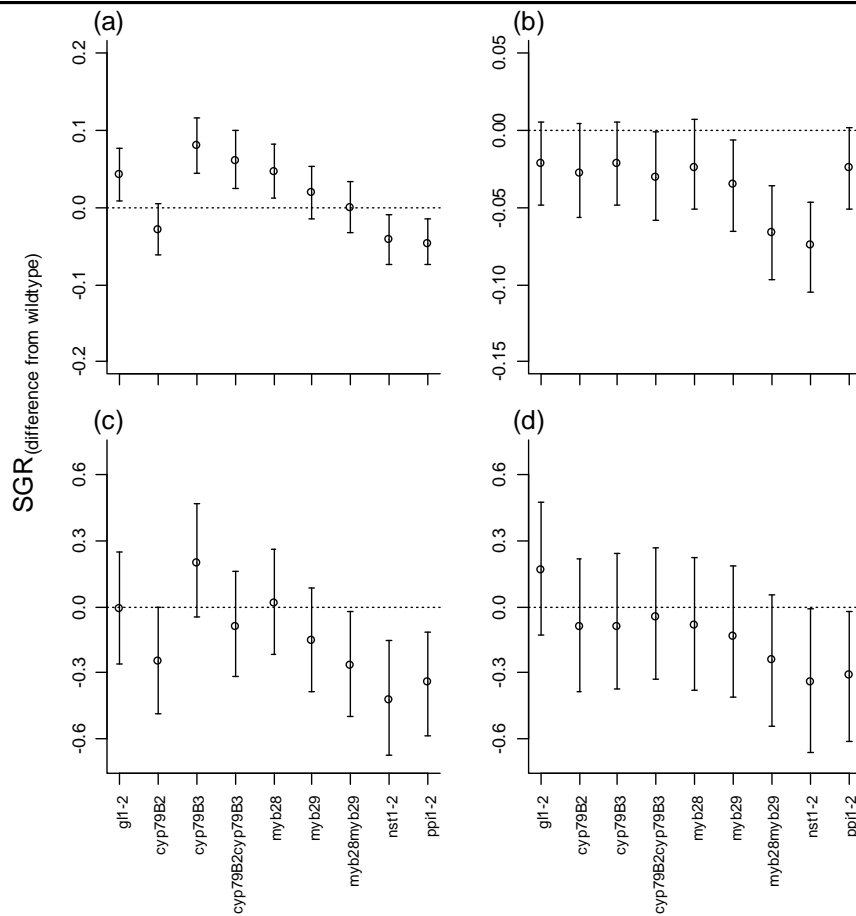 (a)
(b)
SGR(difference from wildtype)
0.2
0.1
0.0
-0.1
-0.2
0.05
0.00
-0.05
-0.10
-0.15
(c)
(d)
0.6
0.3
0.0
-0.3
-0.6
0.6
0.3
0.0
-0.3
-0.6
gl1-2
cyp79B2
cyp79B3
cyp79B2cyp79B3
myb28
myb29
myb28myb29
nst1-2
ppi1-2
gl1-2
cyp79B2
cyp79B3
cyp79B2cyp79B3
myb28
myb29
myb28myb29
nst1-2
ppi1-2